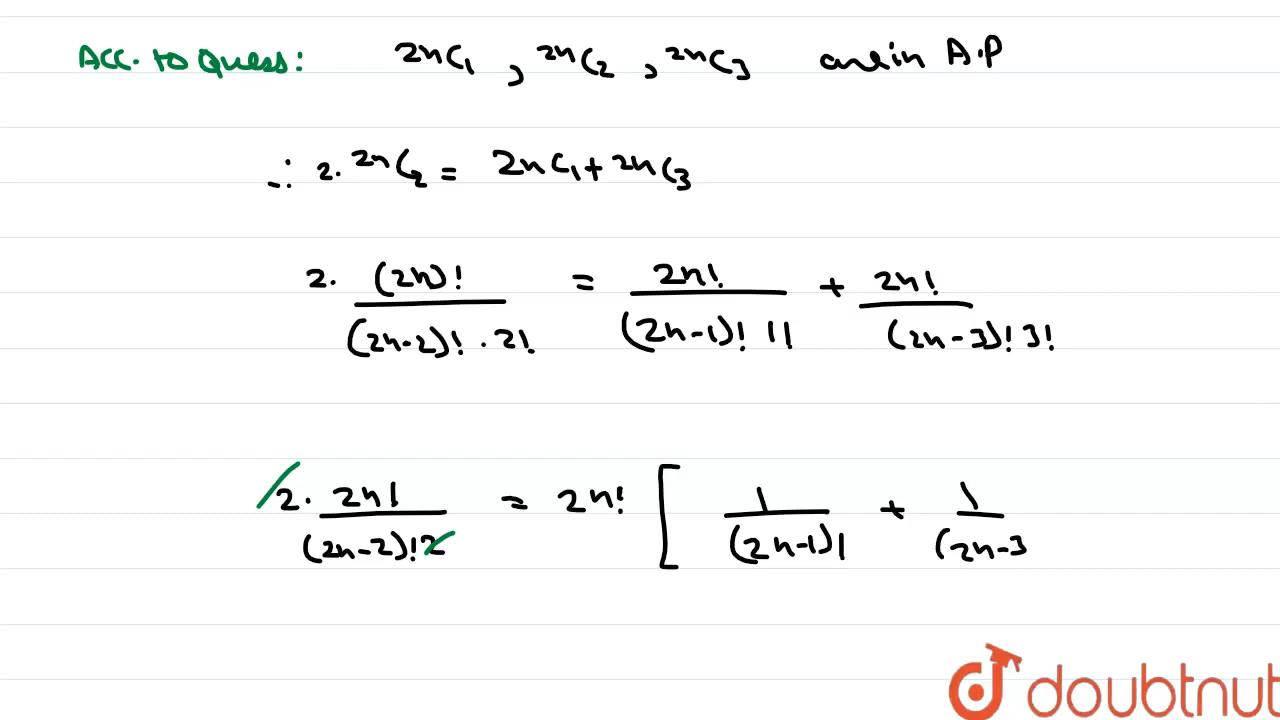 Acc. to Quess: 2nC1 , 2nC2 , 2nC3 are in A.P
∴ 2. 2nC2 = 2nC1 + 2nC3
2. (2n)! / (2n-2)! . 2! = 2n! / (2n-1)! 1! + 2n! / (2n-3)! 3!
2. 2n! / (2n-2)! 2 = 2n! [ 1 / (2n-1)! + 1 / (2n-3
doubtnut